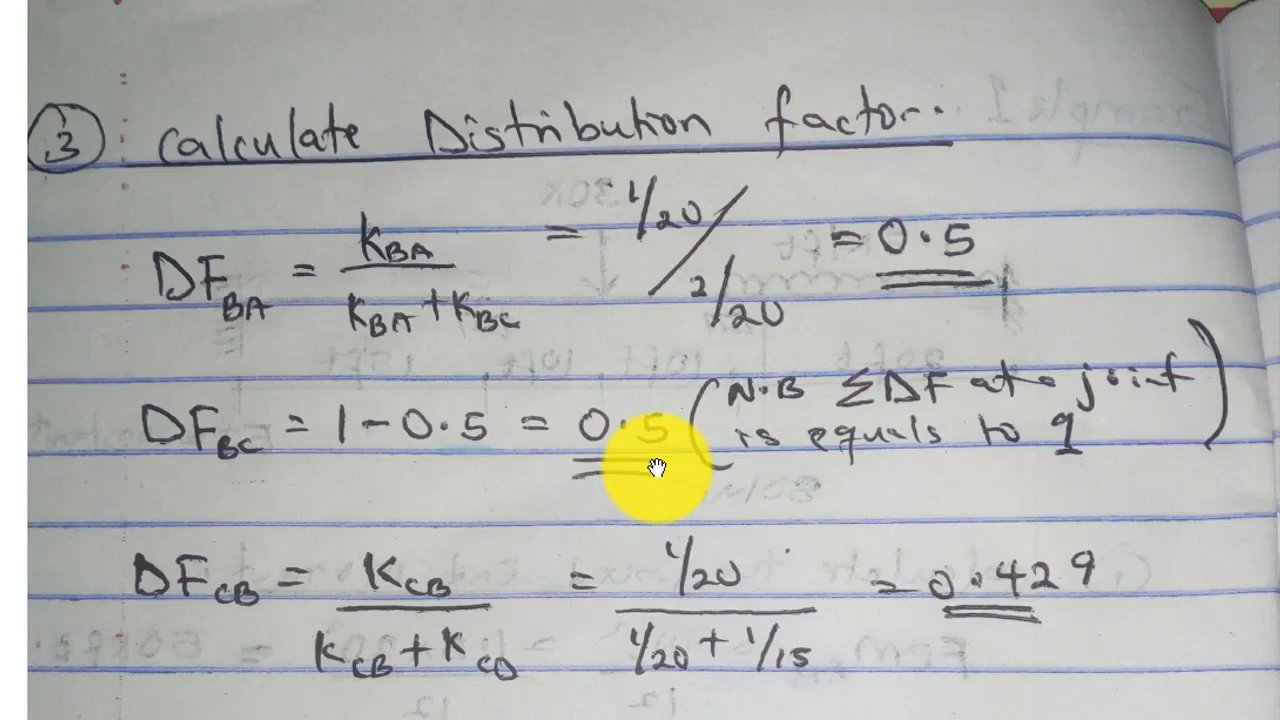 ③ Calculate Distribution factor.
DF_BA = K_BA / (K_BA + K_BC) = 1/20 / 2/20 = 0.5
DF_BC = 1 - 0.5 = 0.5 (N.B ΣDF at a joint is equals to 1)
DF_CB = K_CB / (K_CB + K_CD) = 1/20 / (1/20 + 1/15) = 0.429